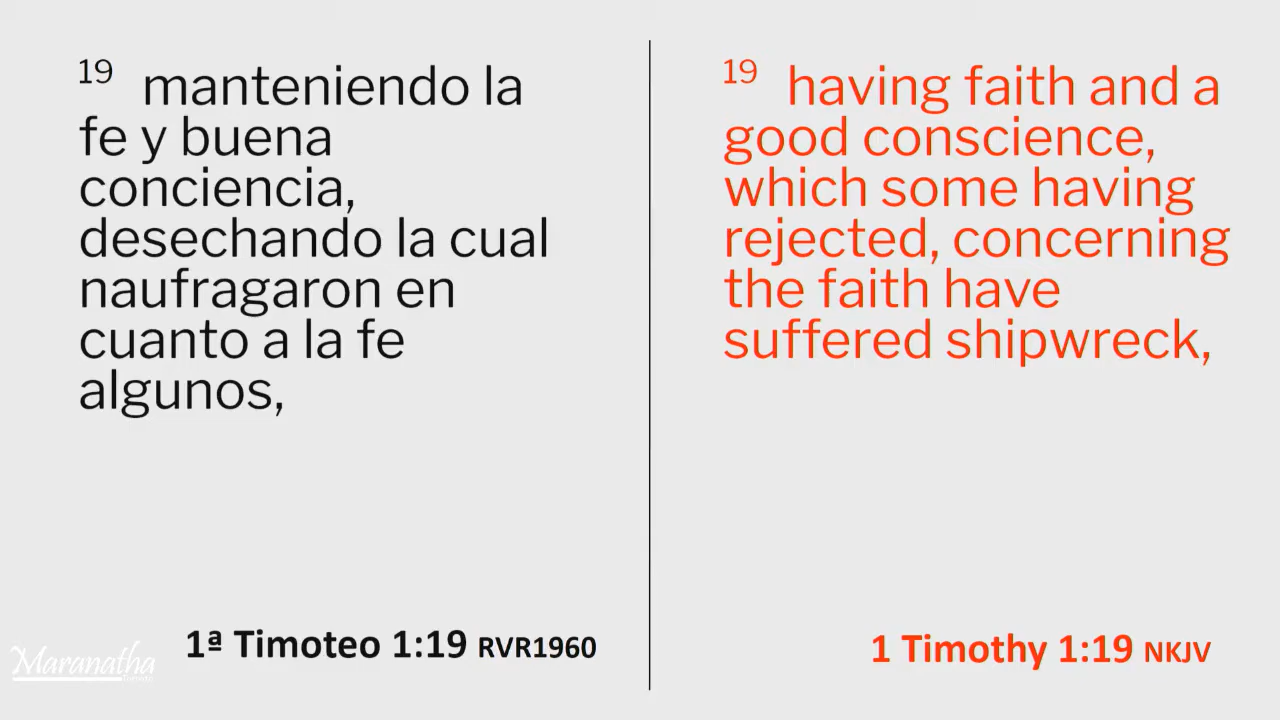 19 manteniendo la
fe y buena
conciencia,
desechando la cual
naufragaron en
cuanto a la fe
algunos,
1ª Timoteo 1:19 RVR1960
19 having faith and a
good conscience,
which some having
rejected, concerning
the faith have
suffered shipwreck,
1 Timothy 1:19 NKJV
Maranatha